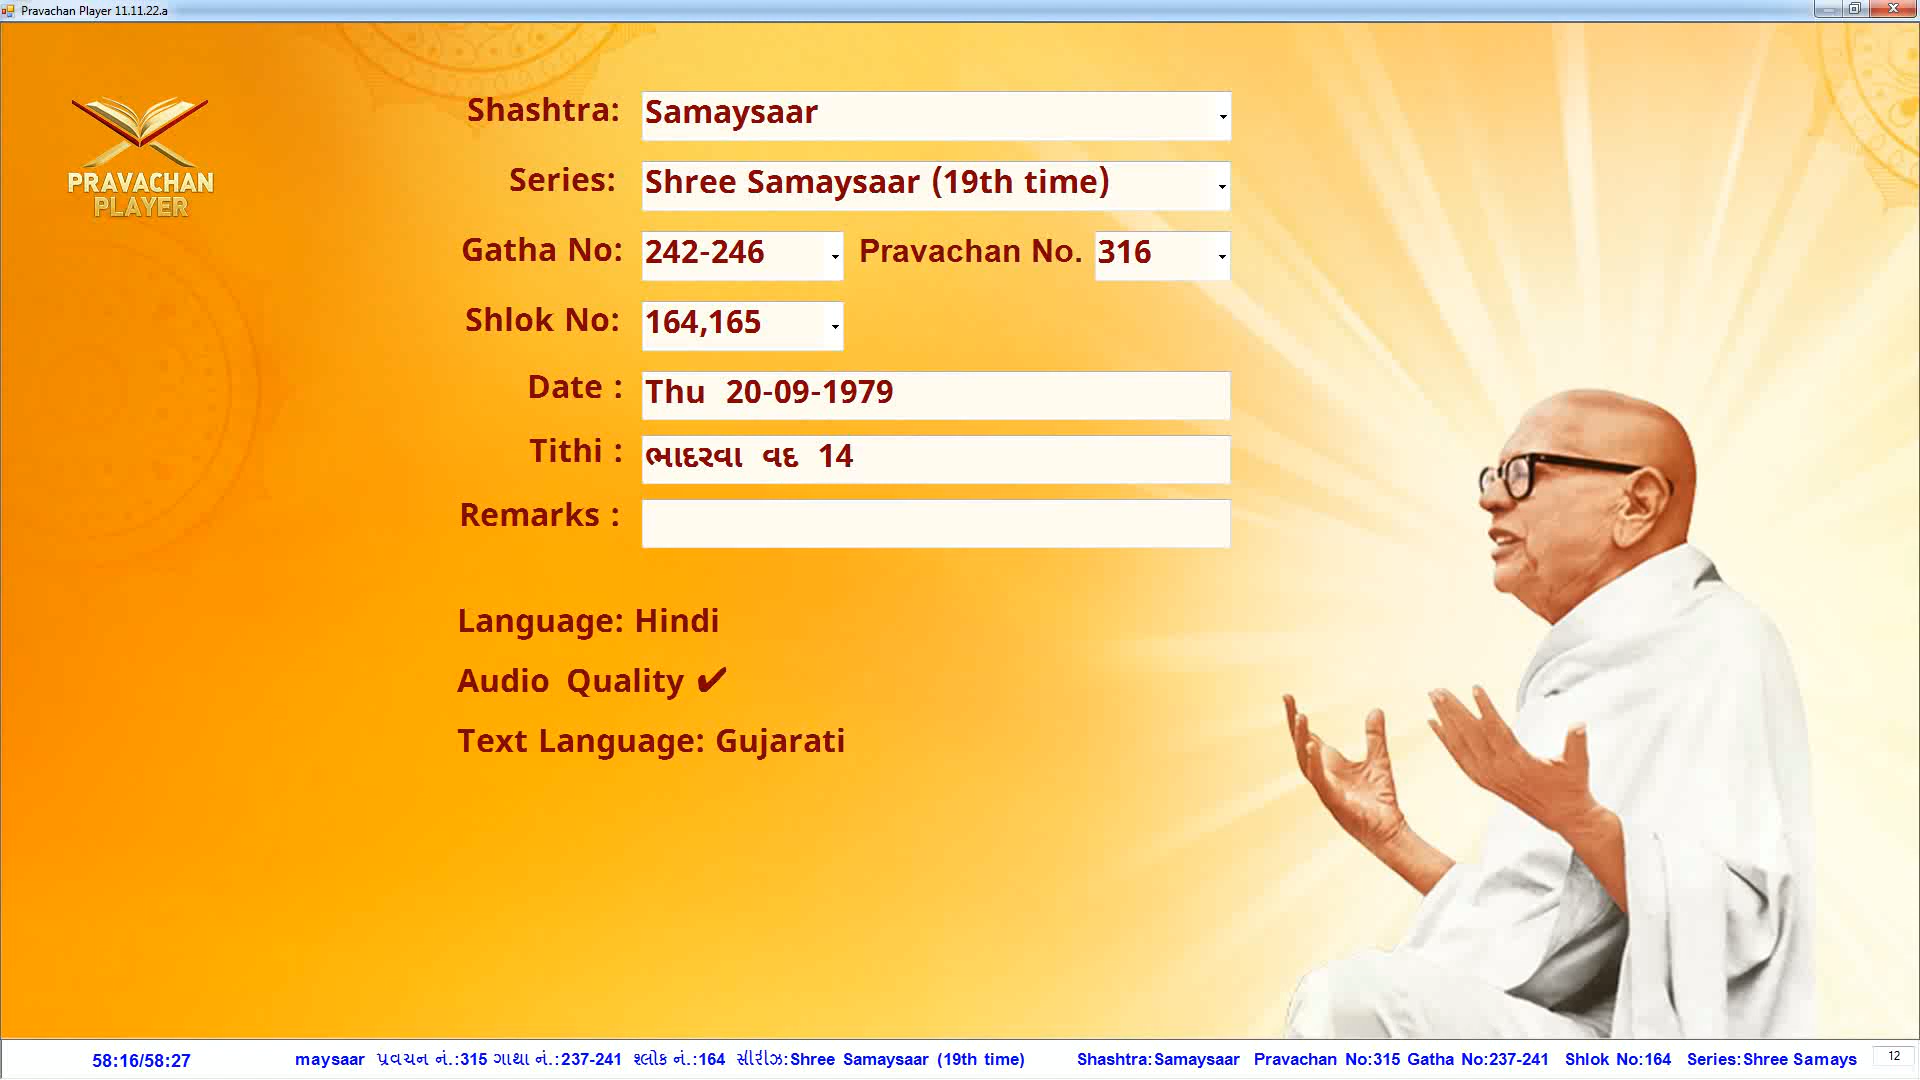 Pravachan Player 11.11.22.a
PRAVACHAN
PLAYER
Shashtra: Samaysaar
Series: Shree Samaysaar (19th time)
Gatha No: 242-246 Pravachan No. 316
Shlok No: 164,165
Date : Thu 20-09-1979
Tithi : ભાદરવા વદ 14
Remarks :
Language: Hindi
Audio Quality ✔
Text Language: Gujarati
58:16/58:27 maysaar પ્રવચન નં.:315 ગાથા નં.:237-241 શ્લોક નં.:164 સીરીઝ:Shree Samaysaar (19th time) Shashtra:Samaysaar Pravachan No:315 Gatha No:237-241 Shlok No:164 Series:Shree Samays 12